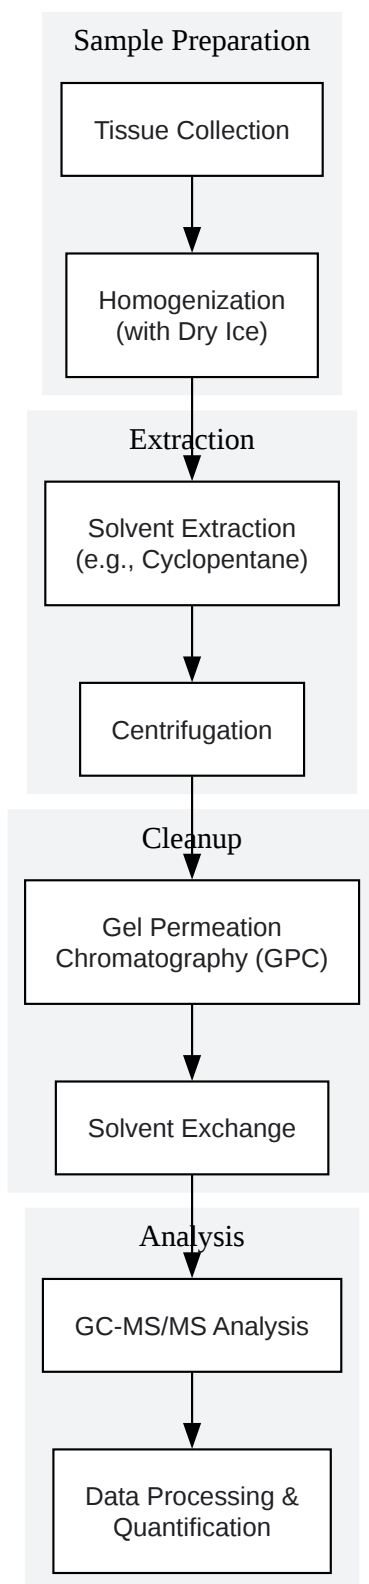 Sample Preparation
Tissue Collection
Homogenization
(with Dry Ice)
Extraction
Solvent Extraction
(e.g., Cyclopentane)
Centrifugation
Cleanup
Gel Permeation
Chromatography (GPC)
Solvent Exchange
Analysis
GC-MS/MS Analysis
Data Processing &
Quantification